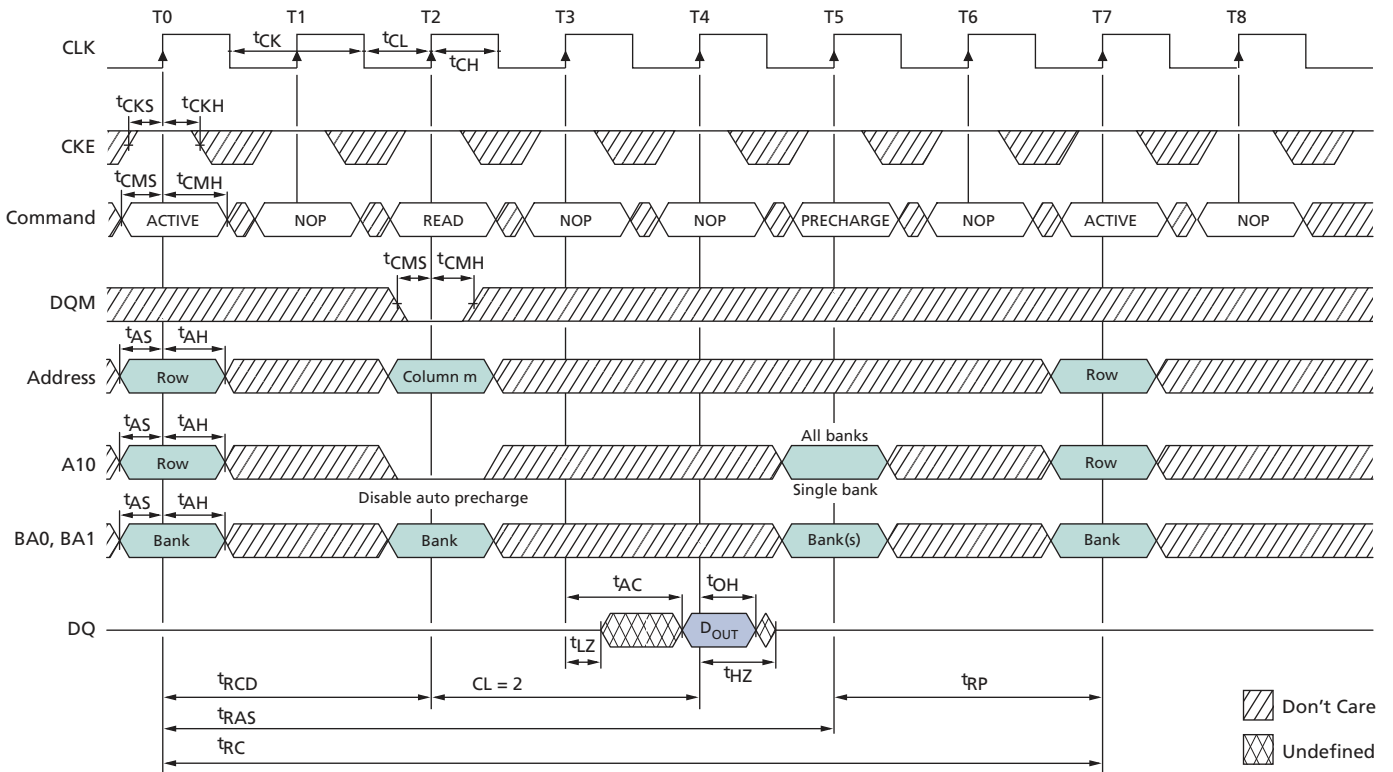 T0 T1 T2 T3 T4 T5 T6 T7 T8
CLK tCK tCL tCH
tCKS tCKH
CKE
tCMS tCMH
Command ACTIVE NOP READ NOP NOP PRECHARGE NOP ACTIVE NOP
tCMS tCMH
DQM
tAS tAH
Address Row Column m Row
tAS tAH All banks
A10 Row Row
Disable auto precharge Single bank
tAS tAH
BA0, BA1 Bank Bank Bank(s) Bank
tAC tOH
DQ DOUT
tLZ tHZ
tRCD CL = 2 tRP
tRAS
tRC
Don't Care
Undefined